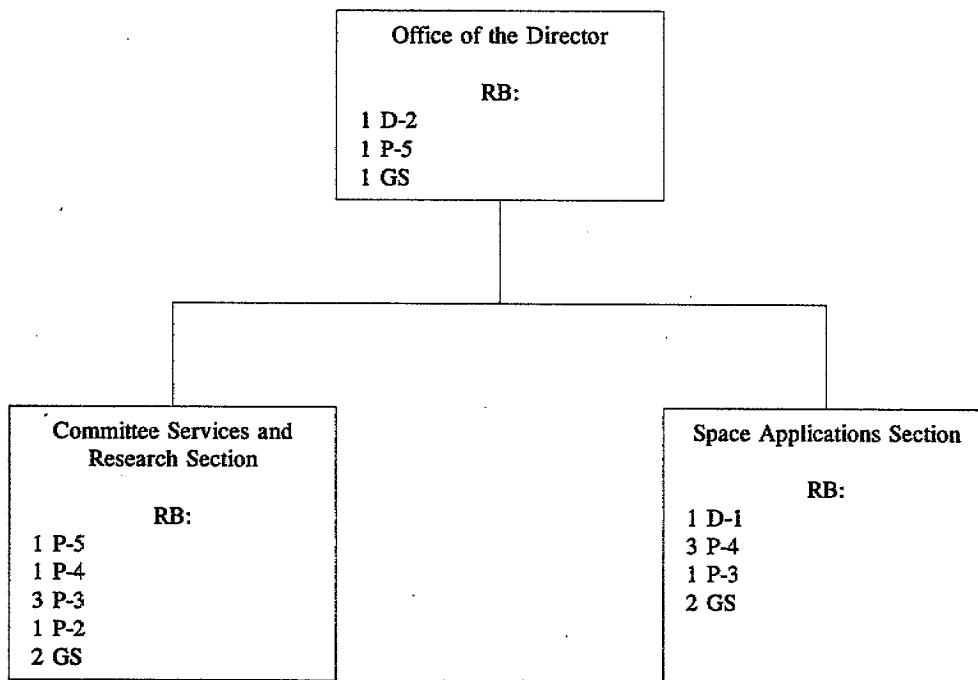 Office of the Director
RB:
1 D-2
1 P-5
1 GS
Committee Services and
Research Section
RB:
1 P-5
1 P-4
3 P-3
1 P-2
2 GS
Space Applications Section
RB:
1 D-1
3 P-4
1 P-3
2 GS